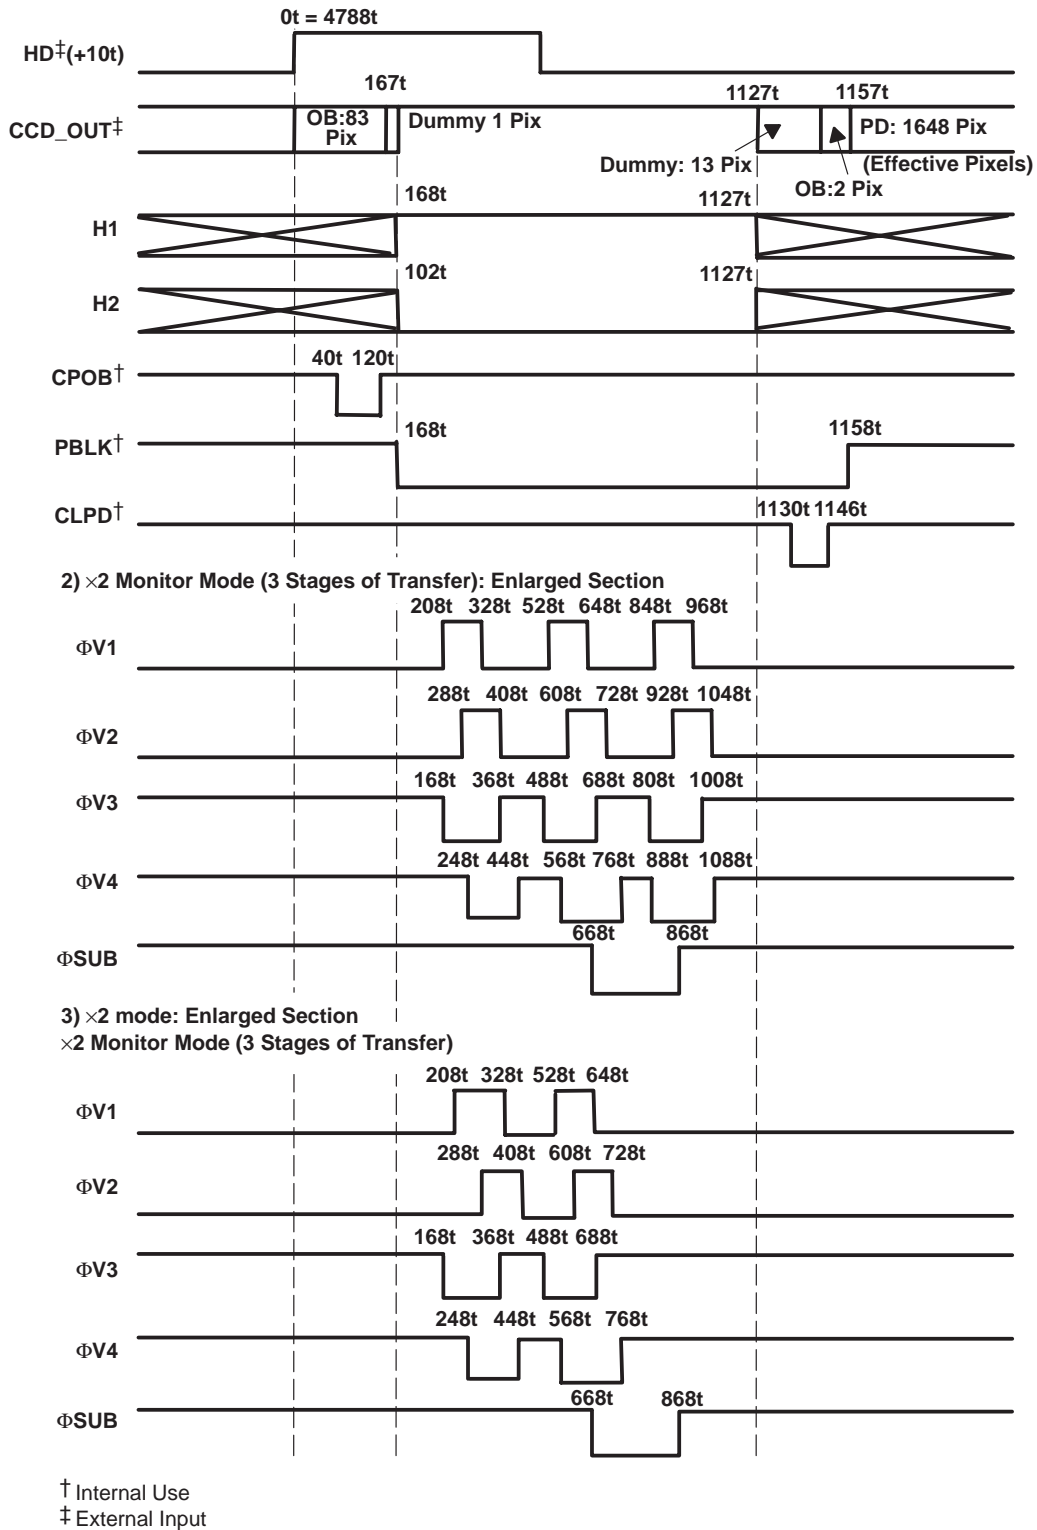 0t = 4788t
HD‡(+10t)
167t
1127t
1157t
CCD_OUT‡
OB:83
Pix
Dummy 1 Pix
PD: 1648 Pix
Dummy: 13 Pix
(Effective Pixels)
OB:2 Pix
168t
1127t
H1
102t
1127t
H2
40t 120t
CPOB†
168t
1158t
PBLK†
1130t 1146t
CLPD†
2) ×2 Monitor Mode (3 Stages of Transfer): Enlarged Section
208t 328t 528t 648t 848t 968t
ΦV1
288t 408t 608t 728t 928t 1048t
ΦV2
168t 368t 488t 688t 808t 1008t
ΦV3
248t 448t 568t 768t 888t 1088t
ΦV4
668t 868t
ΦSUB
3) ×2 mode: Enlarged Section
×2 Monitor Mode (3 Stages of Transfer)
208t 328t 528t 648t
ΦV1
288t 408t 608t 728t
ΦV2
168t 368t 488t 688t
ΦV3
248t 448t 568t 768t
ΦV4
668t 868t
ΦSUB
† Internal Use
‡ External Input